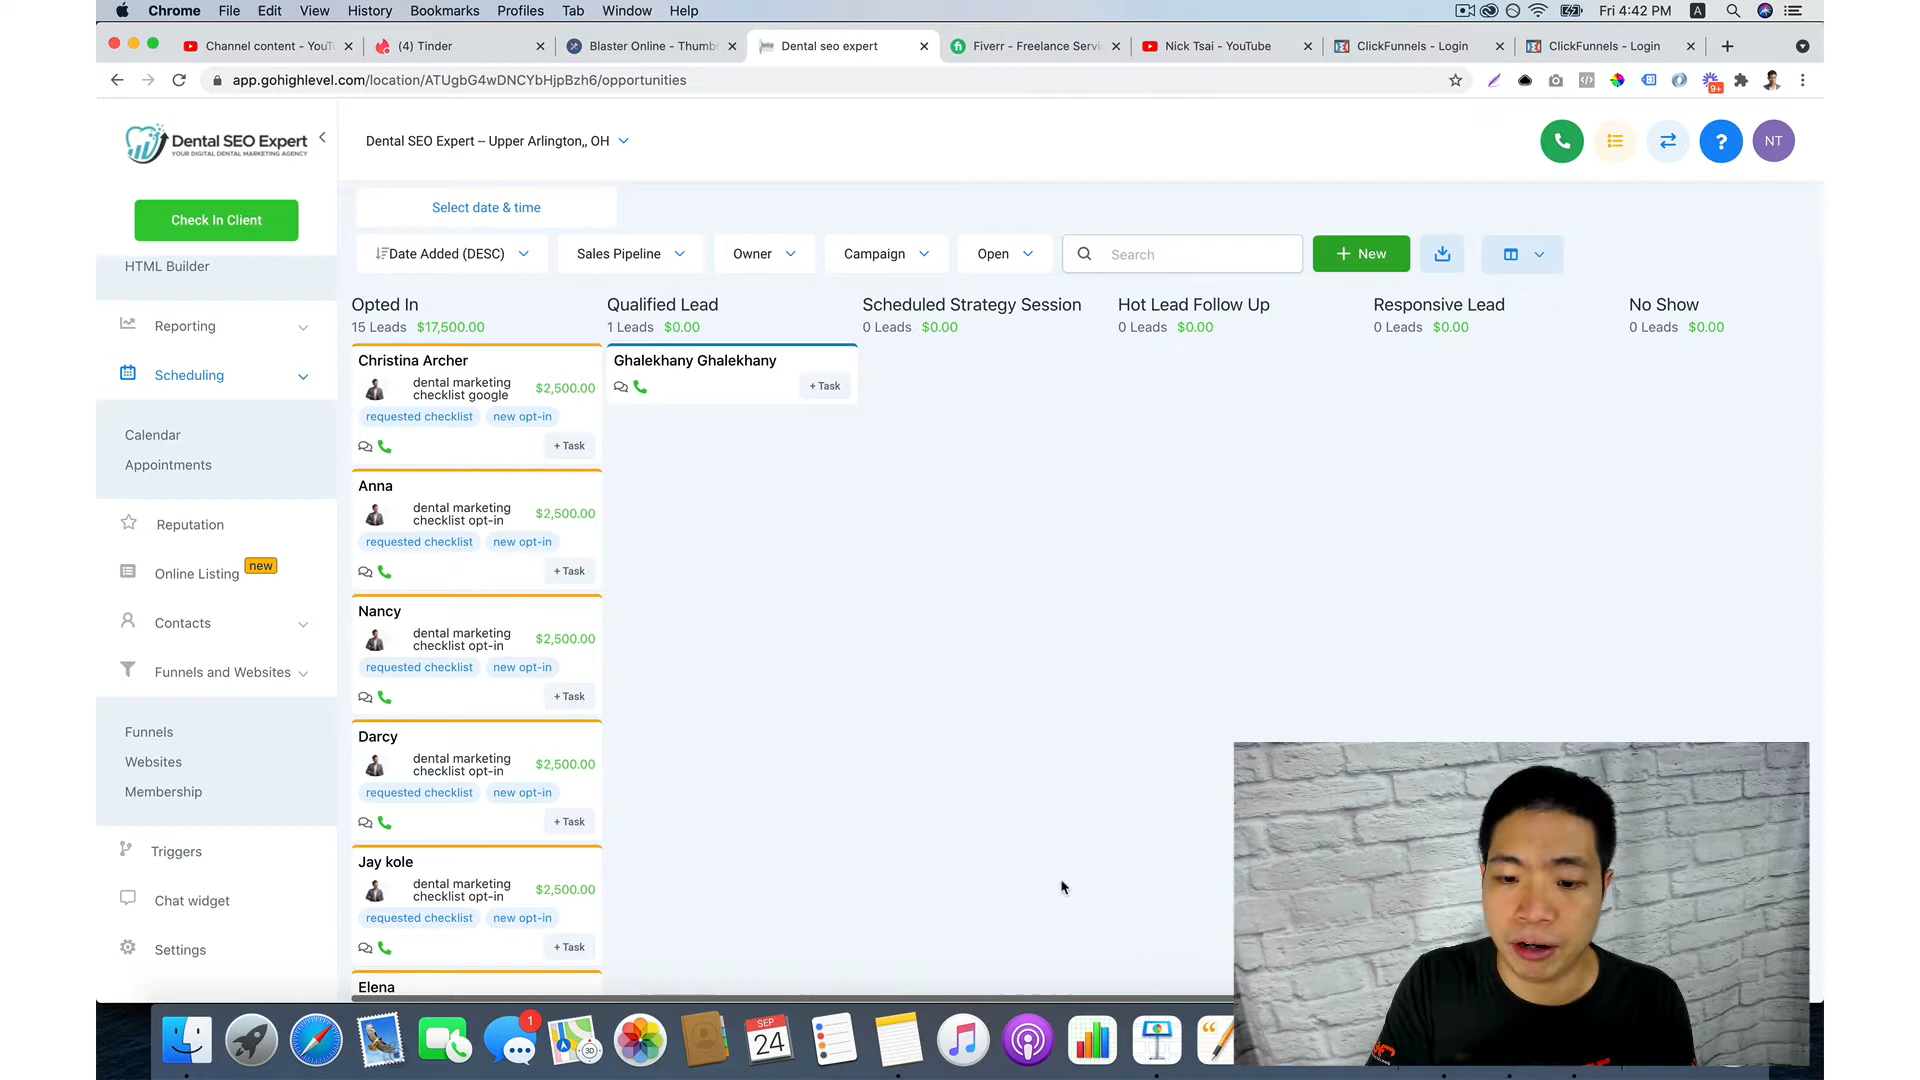 Chrome File Edit View History Bookmarks Profiles Tab Window Help Fri 4:42 PM A
Channel content - YouT (4) Tinder Blaster Online - Thumb Dental seo expert Fiverr - Freelance Servi Nick Tsai - YouTube ClickFunnels - Login ClickFunnels - Login
app.gohighlevel.com/location/ATUgbG4wDNCYbHjpBzh6/opportunities
9+
Dental SEO Expert
YOUR DIGITAL DENTAL MARKETING AGENCY
Dental SEO Expert -- Upper Arlington,, OH
? NT
Check In Client
HTML Builder
Reporting
Scheduling
Calendar
Appointments
Reputation
Online Listing new
Contacts
Funnels and Websites
Funnels
Websites
Membership
Triggers
Chat widget
Settings
Select date & time
Date Added (DESC) Sales Pipeline Owner Campaign Open Search + New
Opted In
15 Leads $17,500.00
Qualified Lead
1 Leads $0.00
Scheduled Strategy Session
0 Leads $0.00
Hot Lead Follow Up
0 Leads $0.00
Responsive Lead
0 Leads $0.00
No Show
0 Leads $0.00
Christina Archer
dental marketing
checklist google
$2,500.00
requested checklist new opt-in
+ Task
Anna
dental marketing
checklist opt-in
$2,500.00
requested checklist new opt-in
+ Task
Nancy
dental marketing
checklist opt-in
$2,500.00
requested checklist new opt-in
+ Task
Darcy
dental marketing
checklist opt-in
$2,500.00
requested checklist new opt-in
+ Task
Jay kole
dental marketing
checklist opt-in
$2,500.00
requested checklist new opt-in
+ Task
Elena
Ghalekhany Ghalekhany
+ Task
1
3D
SEP
24